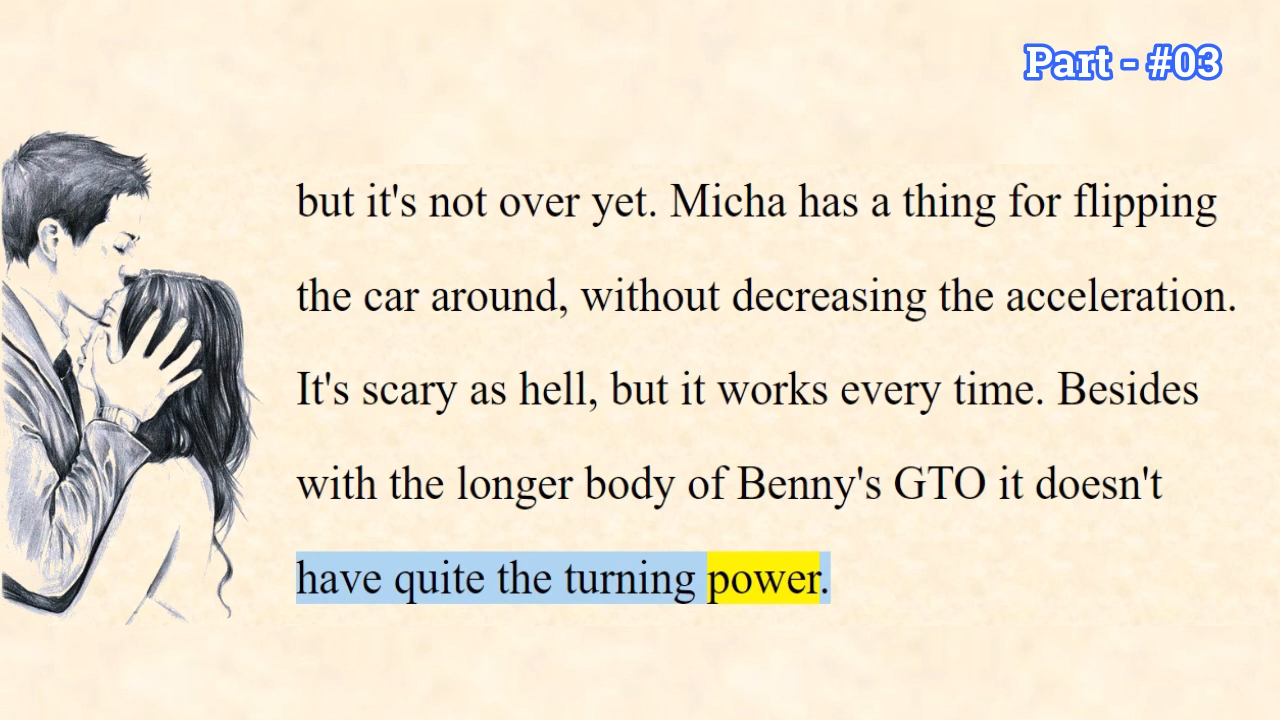 Part - #03
but it's not over yet. Micha has a thing for flipping
the car around, without decreasing the acceleration.
It's scary as hell, but it works every time. Besides
with the longer body of Benny's GTO it doesn't
have quite the turning power.